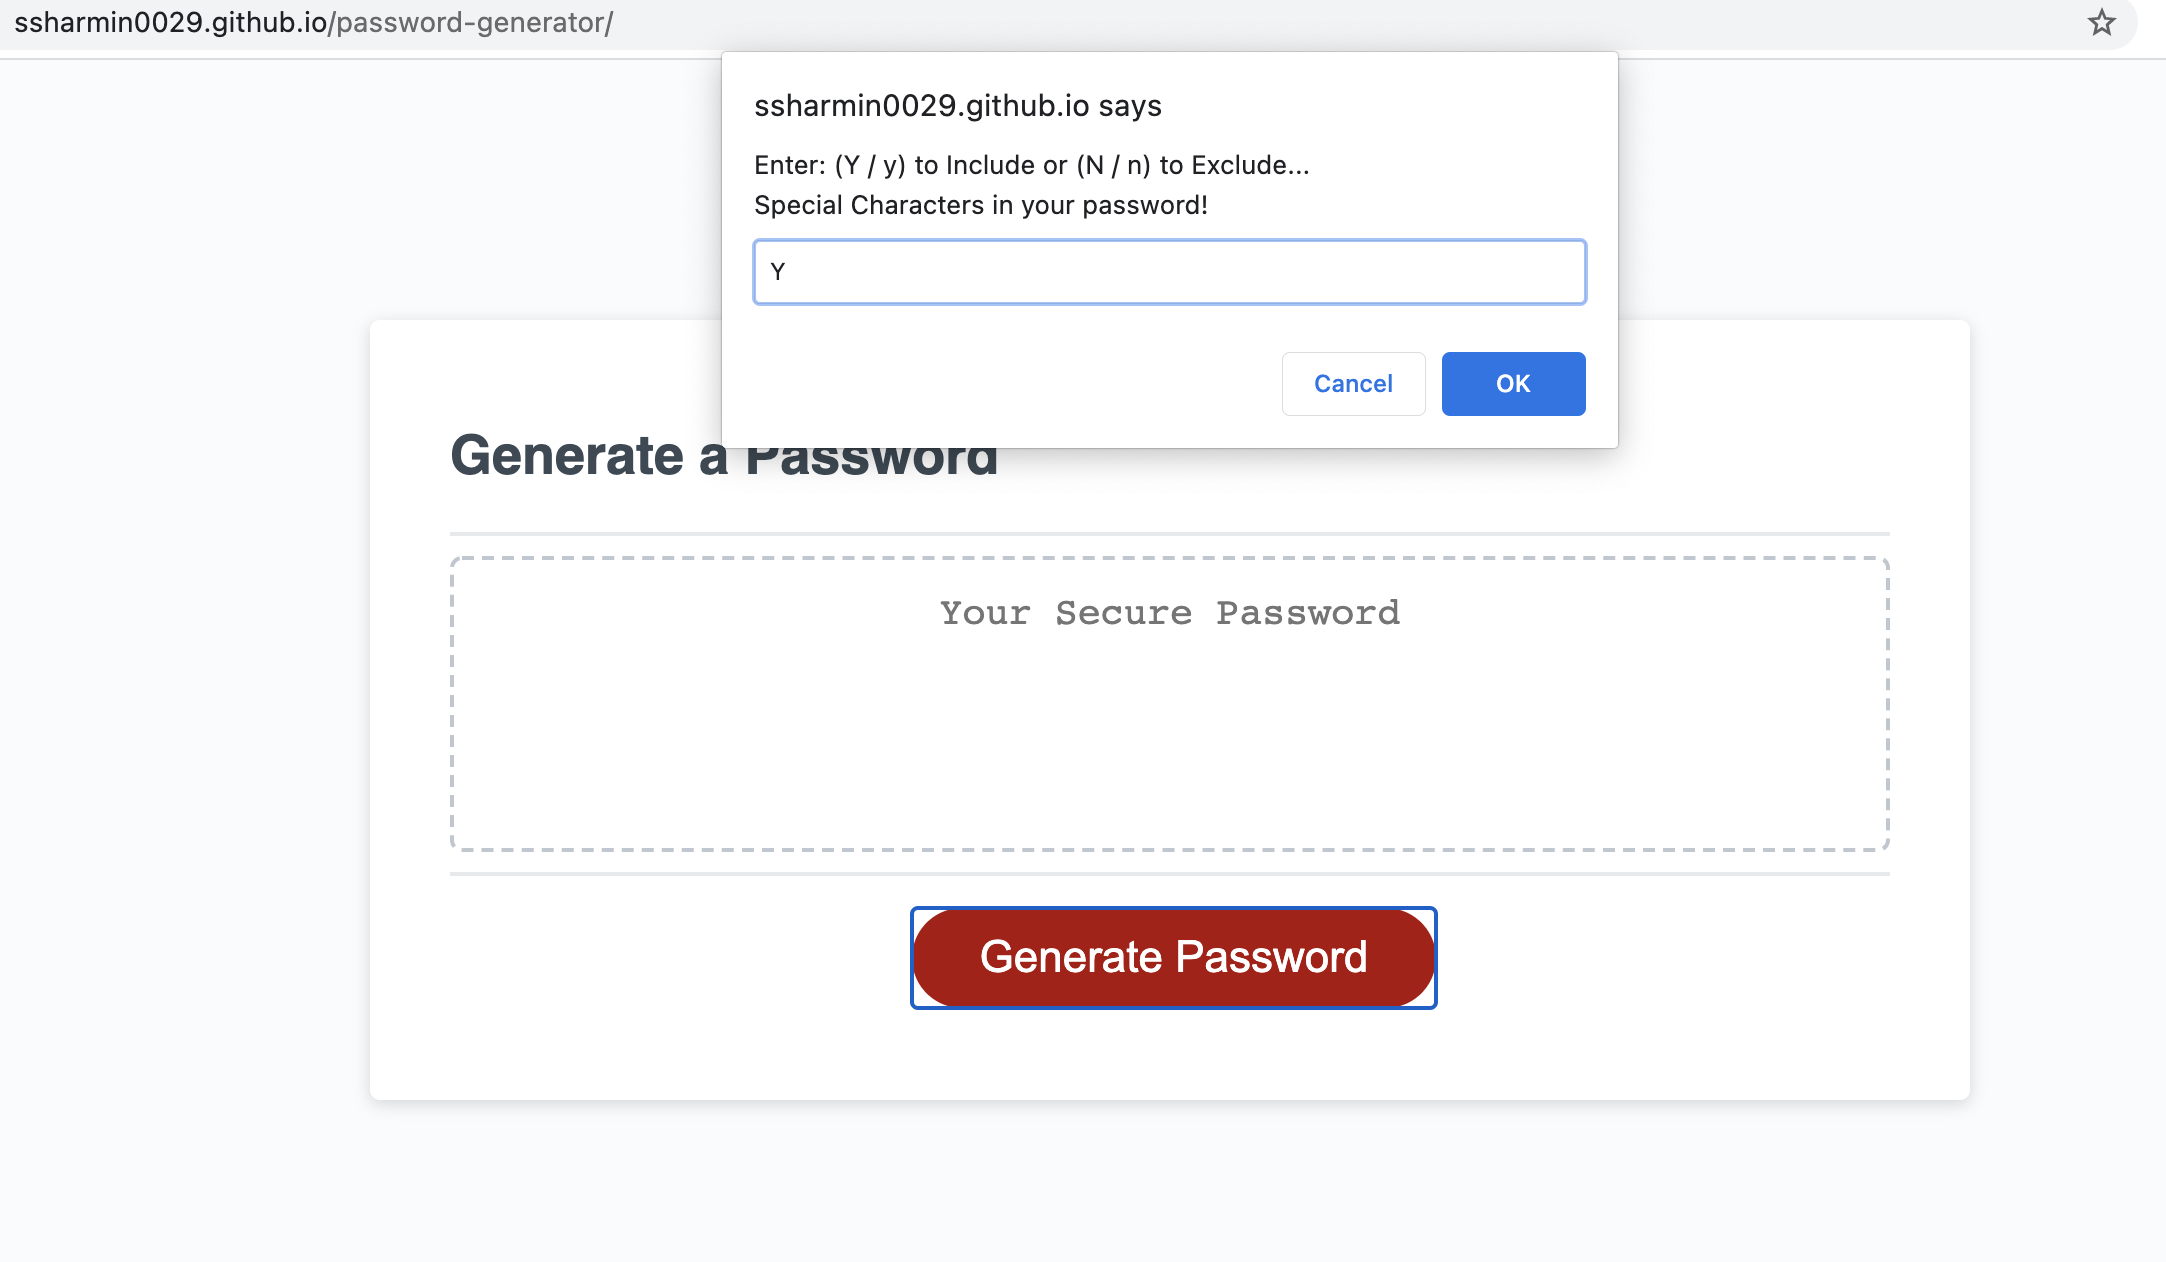 ssharmin0029.github.io/password-generator/
ssharmin0029.github.io says
Enter: (Y / y) to Include or (N / n) to Exclude...
Special Characters in your password!
Y
Cancel
OK
Generate a Password
Your Secure Password
Generate Password